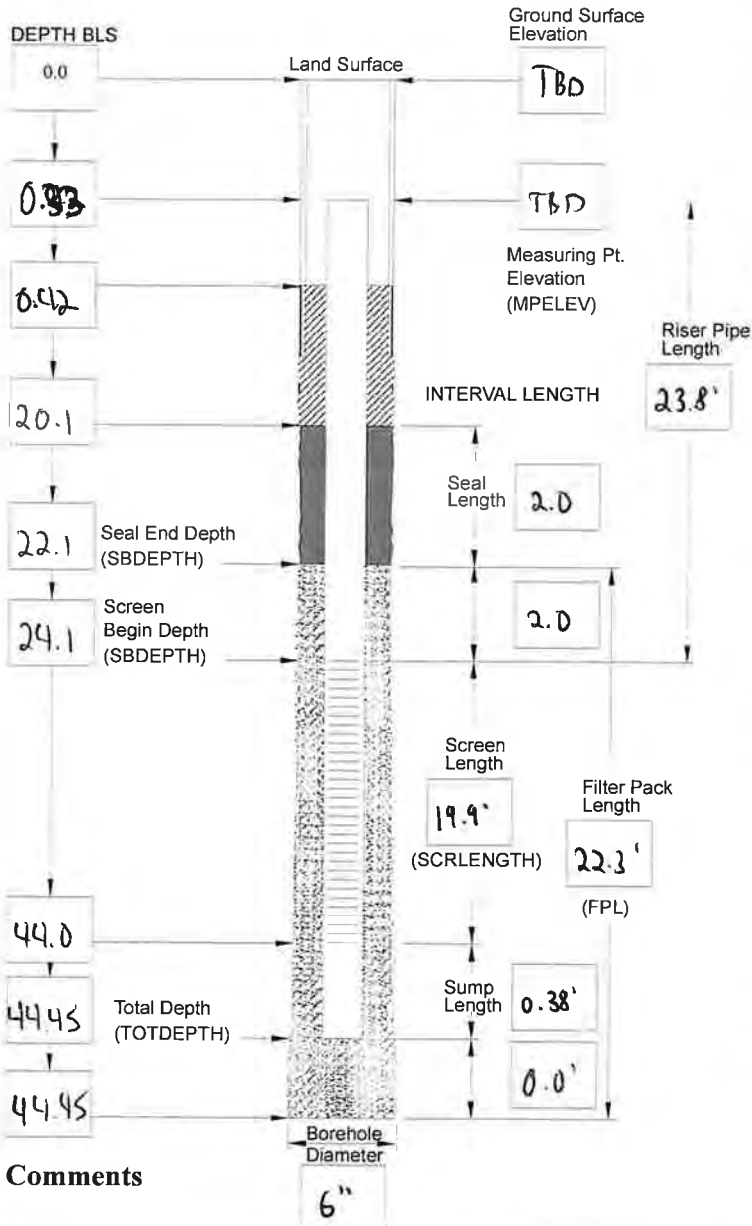 Ground Surface
Elevation
DEPTH BLS
0.0
Land Surface
TBD
TBD
0.42
Measuring Pt.
Elevation
(MPELEV)
Riser Pipe
Length
23.8'
INTERVAL LENGTH
20.1
Seal
Length
2.0
22.1
Seal End Depth
(SBDEPTH)
2.0
24.1
Screen
Begin Depth
(SBDEPTH)
Screen
Length
19.9'
(SCRLENGTH)
Filter Pack
Length
22.3'
(FPL)
44.0
Sump
Length
0.38'
44.45
Total Depth
(TOTDEPTH)
0.0'
44.45
Borehole
Diameter
6"
Comments